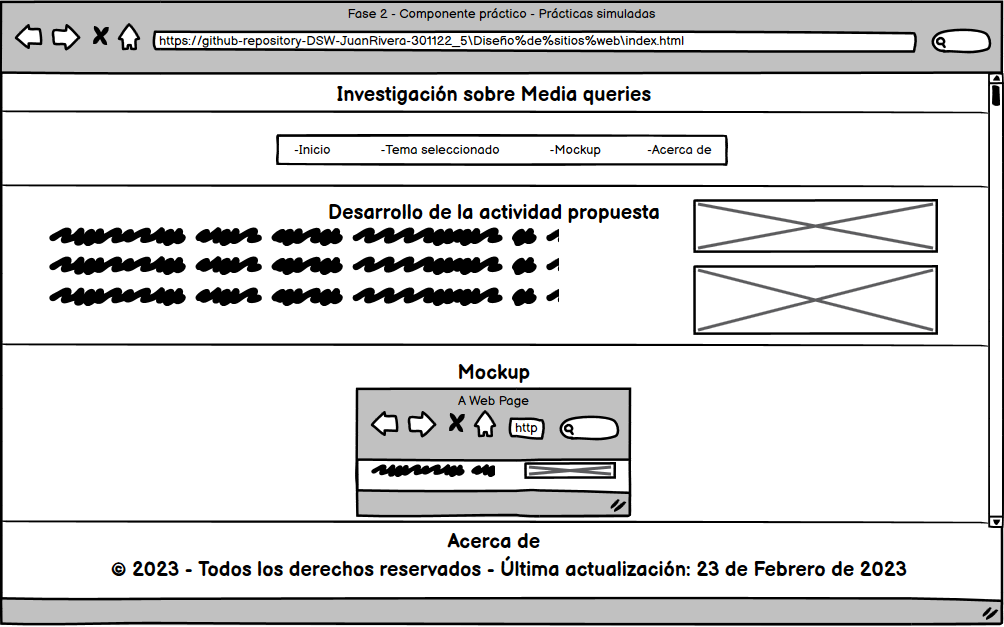 Fase 2 - Componente práctico - Prácticas simuladas
https://github-repository-DSW-JuanRivera-301122_5\Diseño%de%sitios%web\index.html
Investigación sobre Media queries
-Inicio -Tema seleccionado -Mockup -Acerca de
Desarrollo de la actividad propuesta
Mockup
A Web Page
http
Acerca de
© 2023 - Todos los derechos reservados - Última actualización: 23 de Febrero de 2023